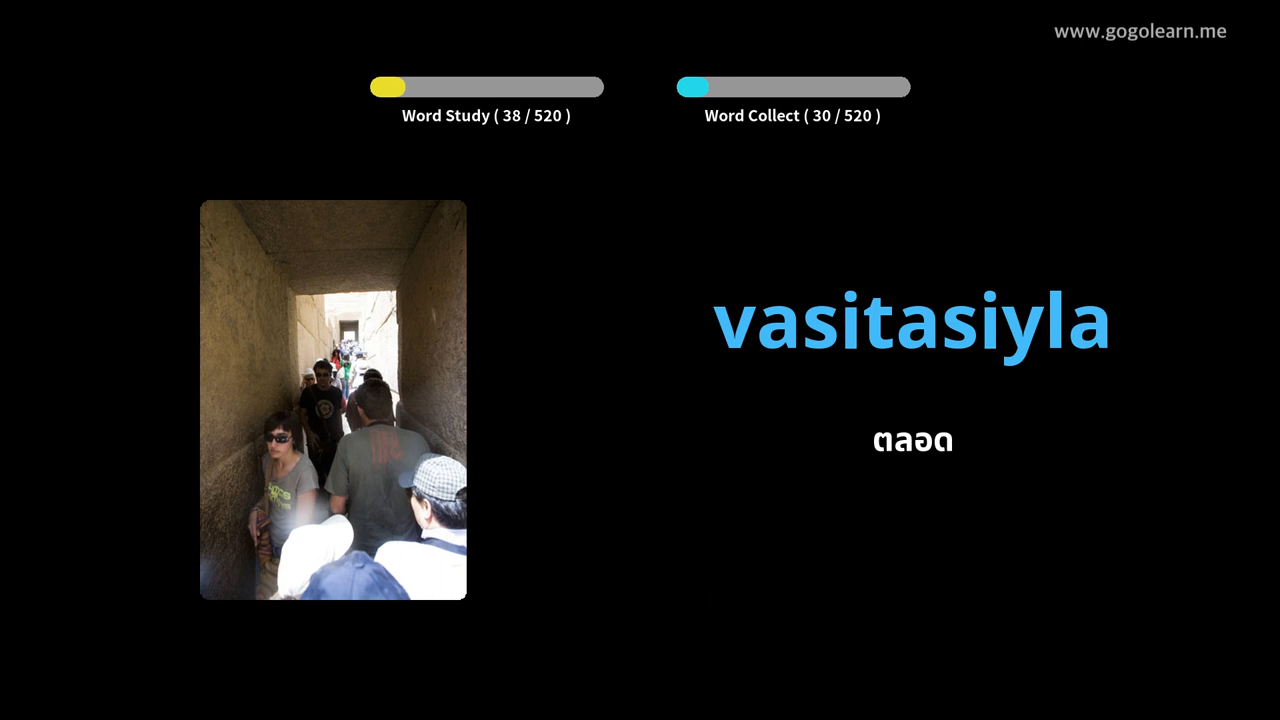 www.gogolearn.me
Word Study ( 38 / 520 )
Word Collect ( 30 / 520 )
vasitasiyla
ตลอด